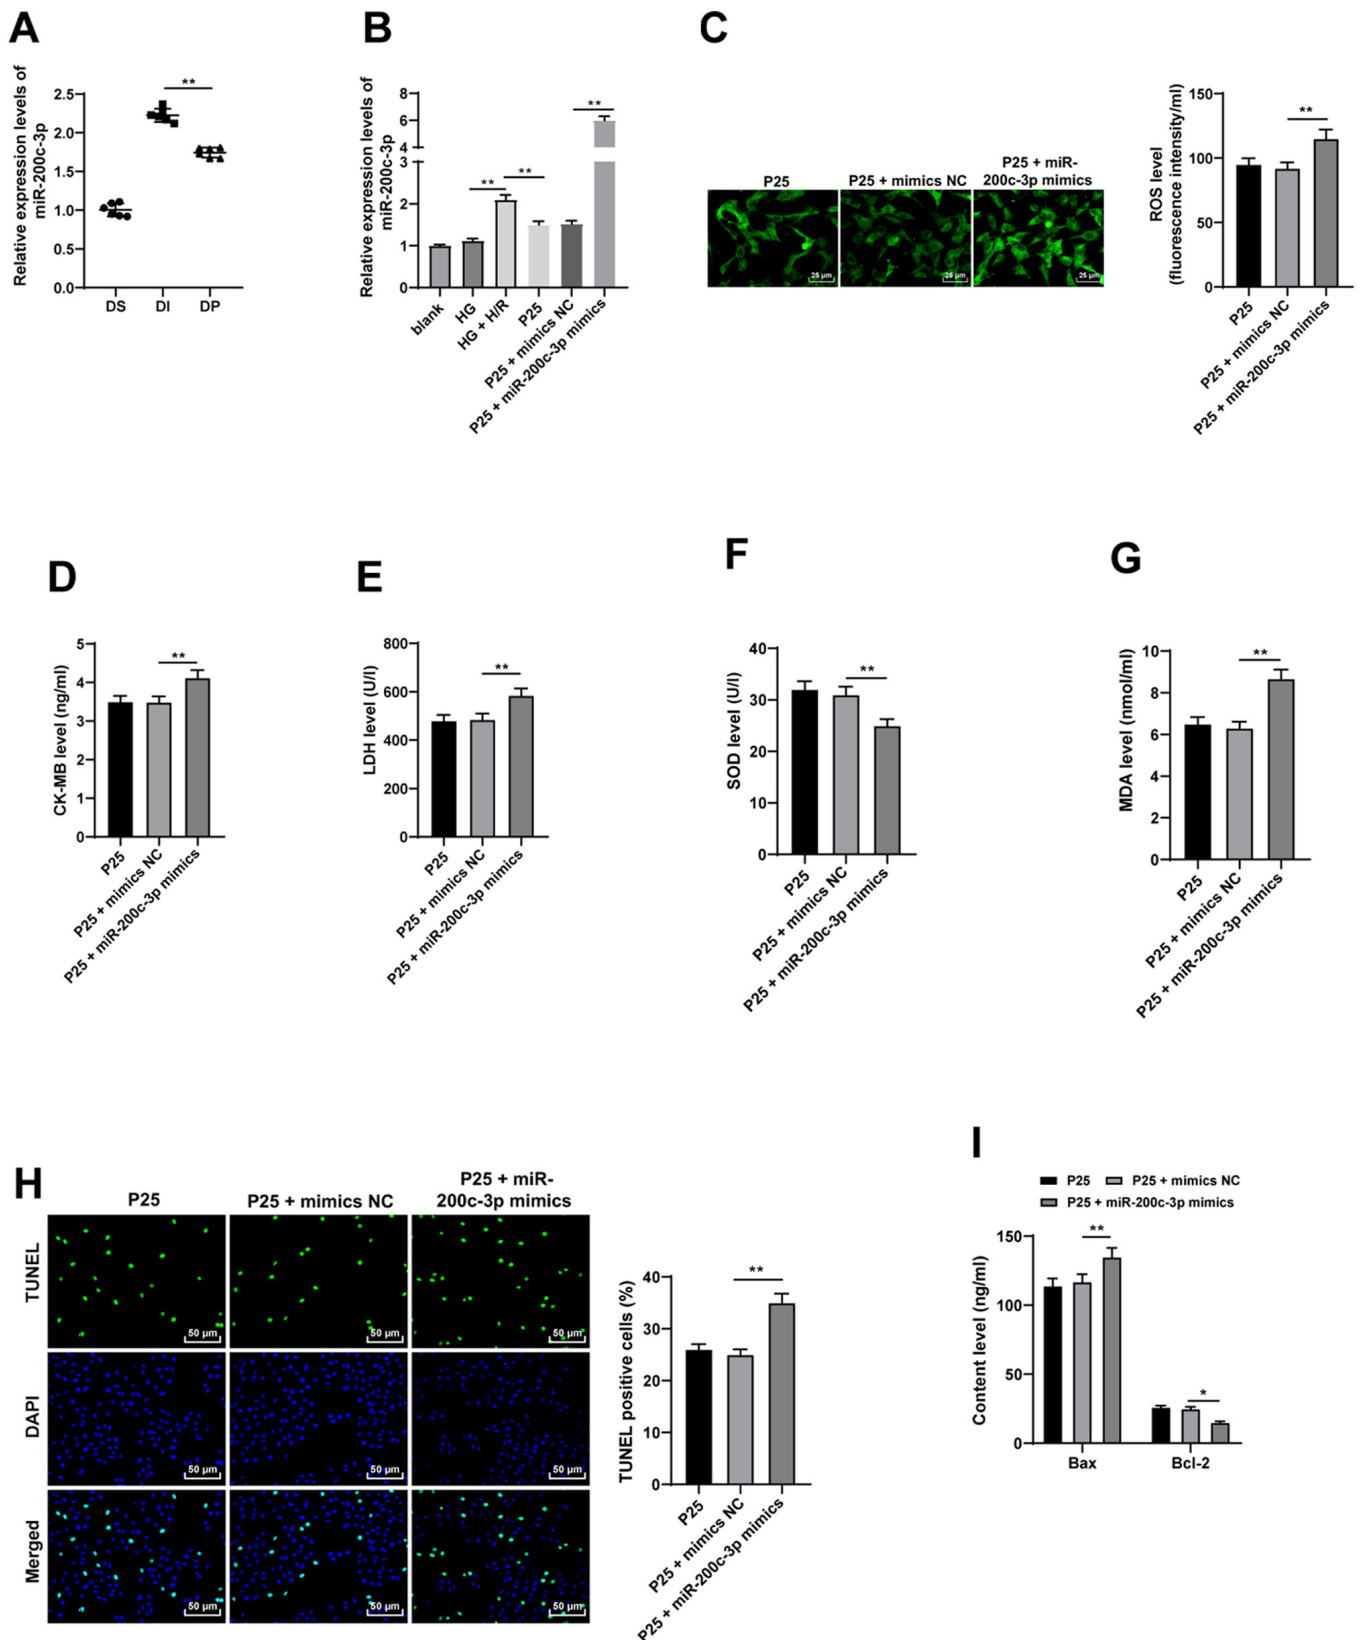 A
Relative expression levels of
miR-200c-3p
2.5
2.0
1.5
1.0
0.5
0.0
**
DS DI DP
B
Relative expression levels of
miR-200c-3p
8
6
4
3
2
1
0
**
**
**
blank
HG
HG + H/R
P25
P25 + mimics NC
P25 + miR-200c-3p mimics
C
P25
P25 + mimics NC
P25 + miR-
200c-3p mimics
25 μm
25 μm
25 μm
ROS level
(fluorescence intensity/ml)
150
100
50
0
**
P25
P25 + mimics NC
P25 + miR-200c-3p mimics
D
CK-MB level (ng/ml)
5
4
3
2
1
0
**
P25
P25 + mimics NC
P25 + miR-200c-3p mimics
E
LDH level (U/l)
800
600
400
200
0
**
P25
P25 + mimics NC
P25 + miR-200c-3p mimics
F
SOD level (U/l)
40
30
20
10
0
**
P25
P25 + mimics NC
P25 + miR-200c-3p mimics
G
MDA level (nmol/ml)
10
8
6
4
2
0
**
P25
P25 + mimics NC
P25 + miR-200c-3p mimics
H
P25
P25 + mimics NC
P25 + miR-
200c-3p mimics
TUNEL
50 μm
50 μm
50 μm
DAPI
50 μm
50 μm
50 μm
Merged
50 μm
50 μm
50 μm
TUNEL positive cells (%)
40
30
20
10
0
**
P25
P25 + mimics NC
P25 + miR-200c-3p mimics
I
P25 P25 + mimics NC
P25 + miR-200c-3p mimics
Content level (ng/ml)
150
100
50
0
**
*
Bax Bcl-2